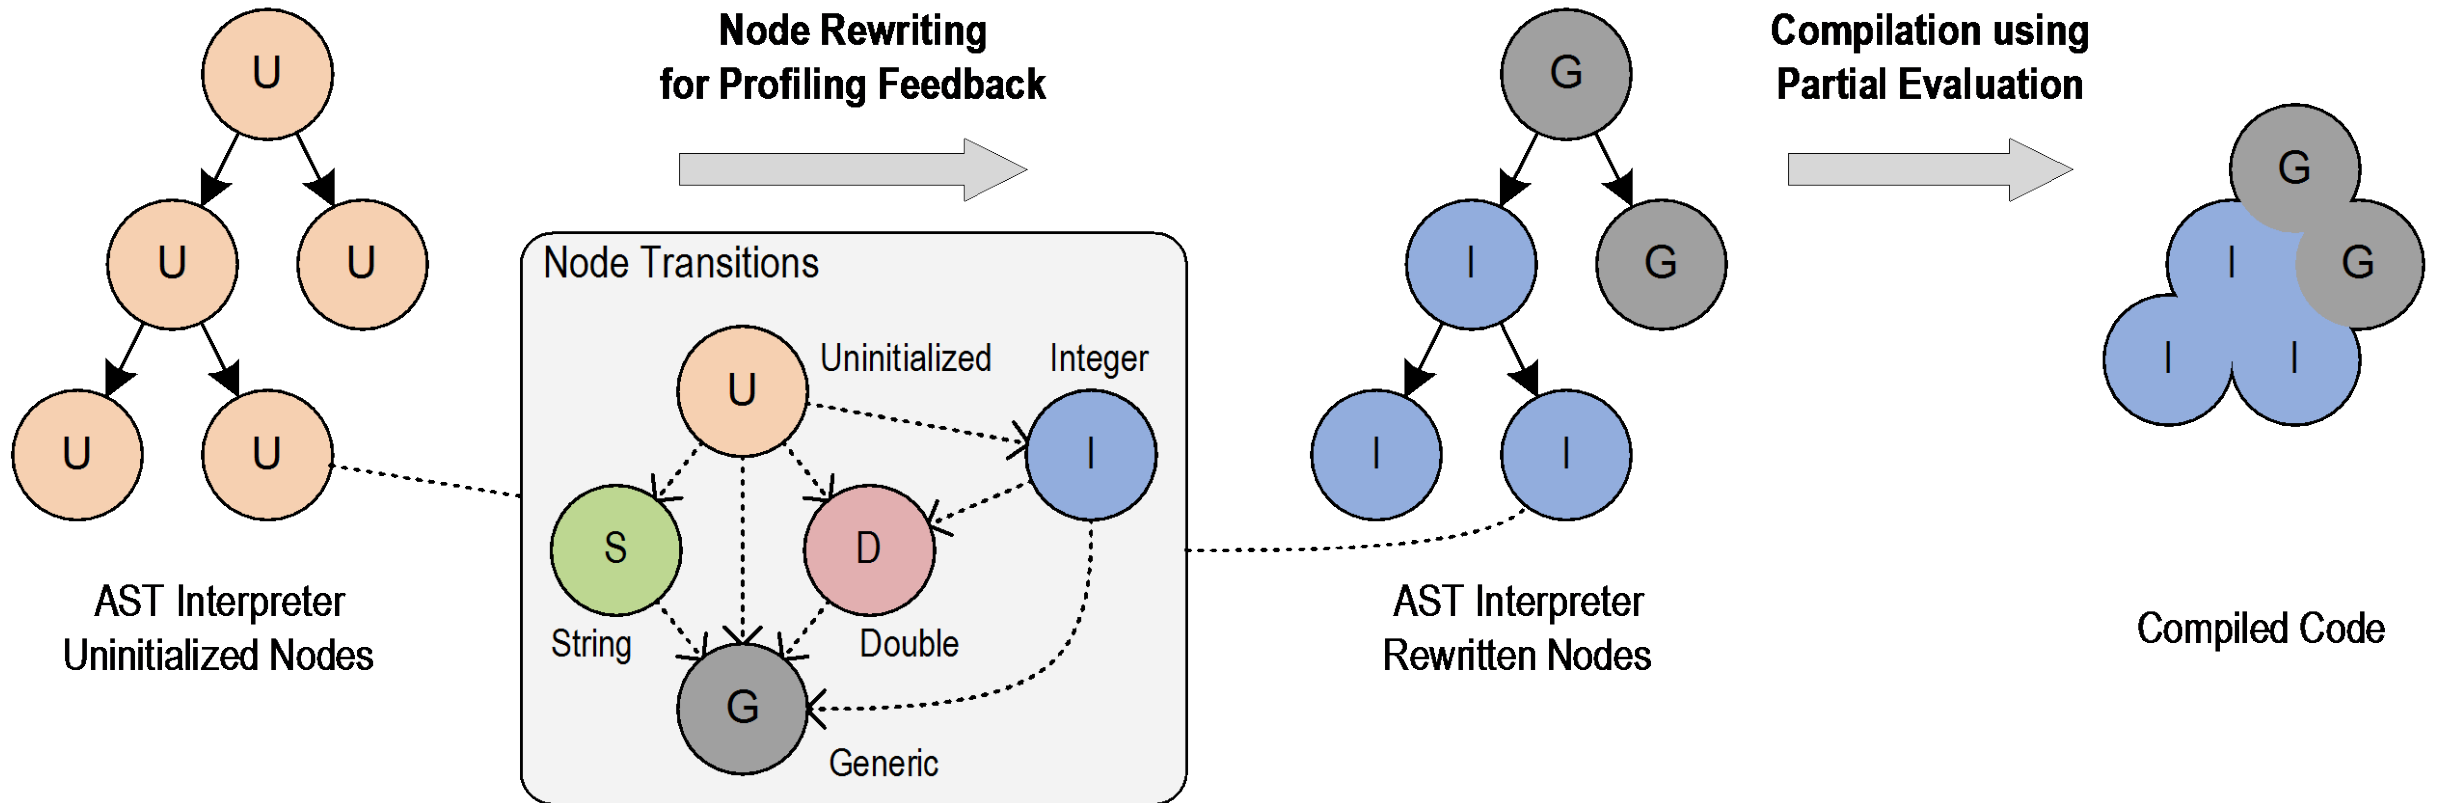 U
U
U
U
U
AST Interpreter
Uninitialized Nodes
Node Rewriting
for Profiling Feedback
Node Transitions
U
Uninitialized
Integer
I
S
D
String
Double
G
Generic
G
I
G
I
I
AST Interpreter
Rewritten Nodes
Compilation using
Partial Evaluation
G
I
G
I
I
Compiled Code